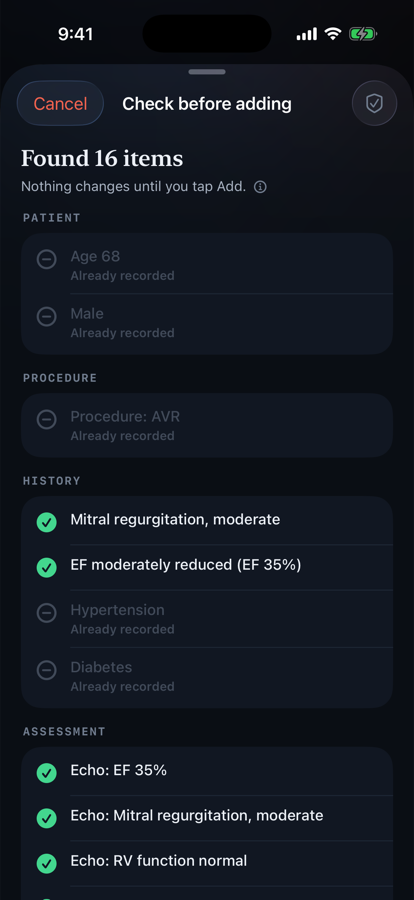 9:41
Cancel
Check before adding
Found 16 items
Nothing changes until you tap Add.
PATIENT
Age 68
Already recorded
Male
Already recorded
PROCEDURE
Procedure: AVR
Already recorded
HISTORY
Mitral regurgitation, moderate
EF moderately reduced (EF 35%)
Hypertension
Already recorded
Diabetes
Already recorded
ASSESSMENT
Echo: EF 35%
Echo: Mitral regurgitation, moderate
Echo: RV function normal